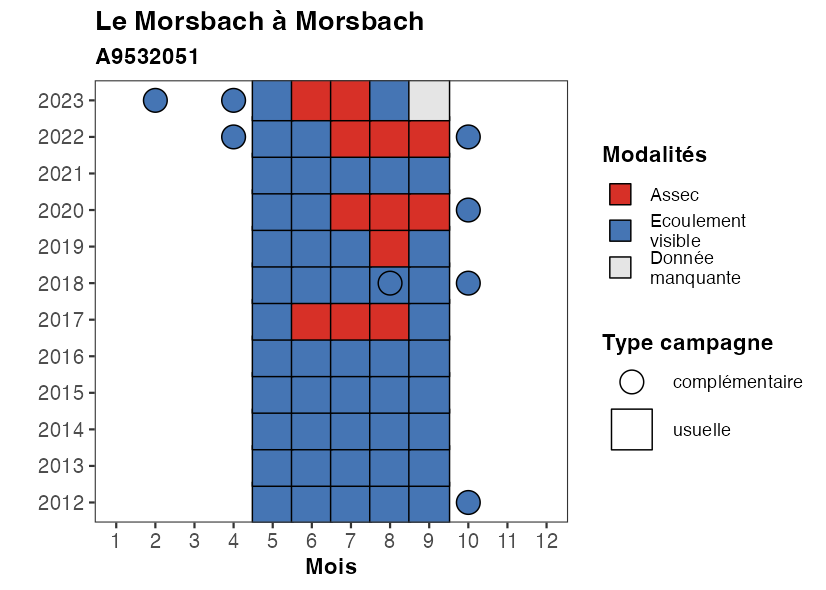 Le Morsbach à Morsbach
A9532051
2023
2022
2021
2020
2019
2018
2017
2016
2015
2014
2013
2012
1 2 3 4 5 6 7 8 9 10 11 12
Mois
Modalités
Assec
Ecoulement
visible
Donnée
manquante
Type campagne
complémentaire
usuelle